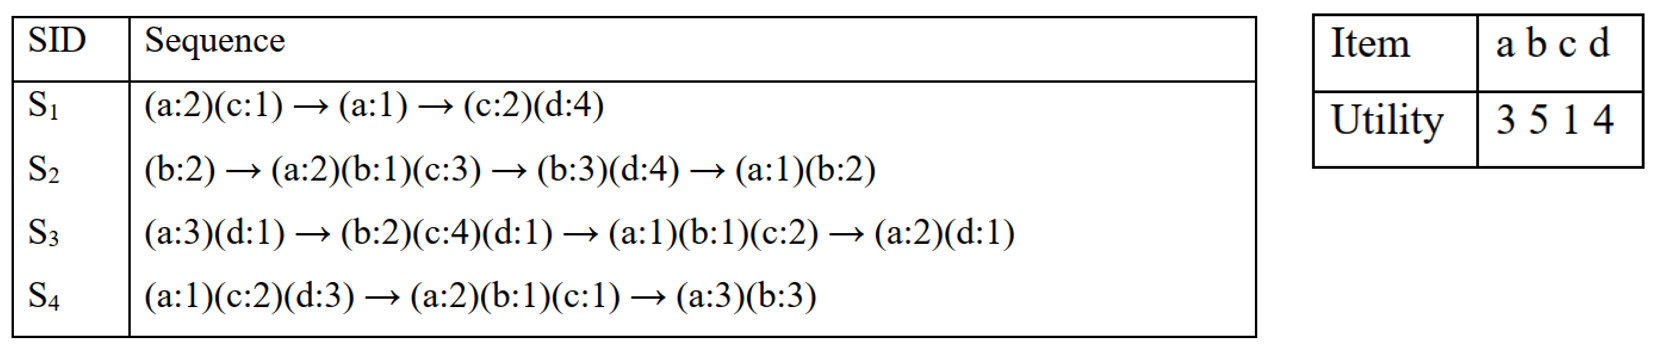 SID Sequence
S₁ (a:2)(c:1) → (a:1) → (c:2)(d:4)
S₂ (b:2) → (a:2)(b:1)(c:3) → (b:3)(d:4) → (a:1)(b:2)
S₃ (a:3)(d:1) → (b:2)(c:4)(d:1) → (a:1)(b:1)(c:2) → (a:2)(d:1)
S₄ (a:1)(c:2)(d:3) → (a:2)(b:1)(c:1) → (a:3)(b:3)
Item a b c d
Utility 3 5 1 4